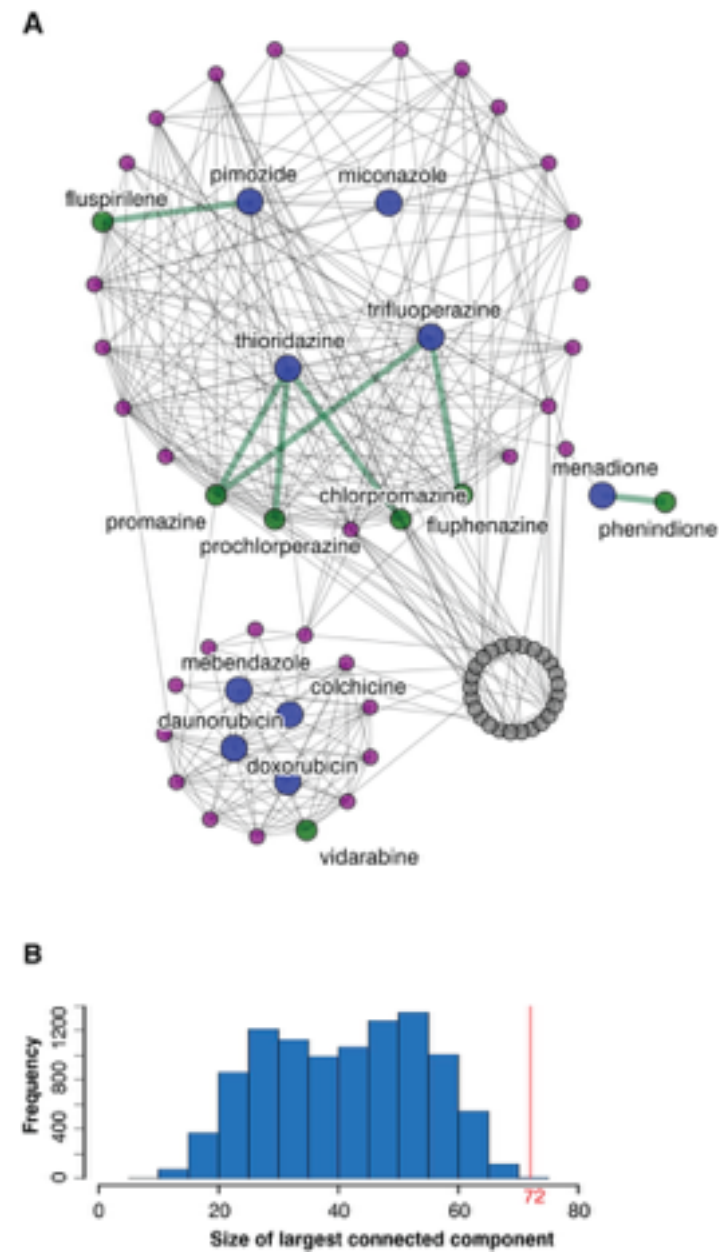 A
pimozide
miconazole
fluspirilene
trifluoperazine
thioridazine
menadione
chlorpromazine
promazine
fluphenazine
phenindione
prochlorperazine
mebendazole
colchicine
daunorubicin
doxorubicin
vidarabine
B
Frequency
1200
800
400
0
0
20
40
60
72
80
Size of largest connected component